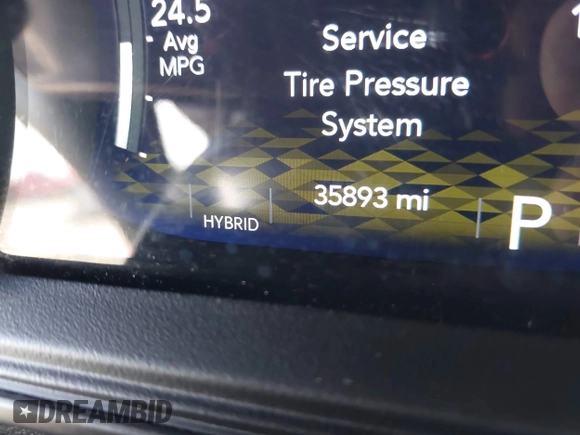 24.5
Avg
MPG
Service
Tire Pressure
System
HYBRID
35893 mi
P
DREAMBID